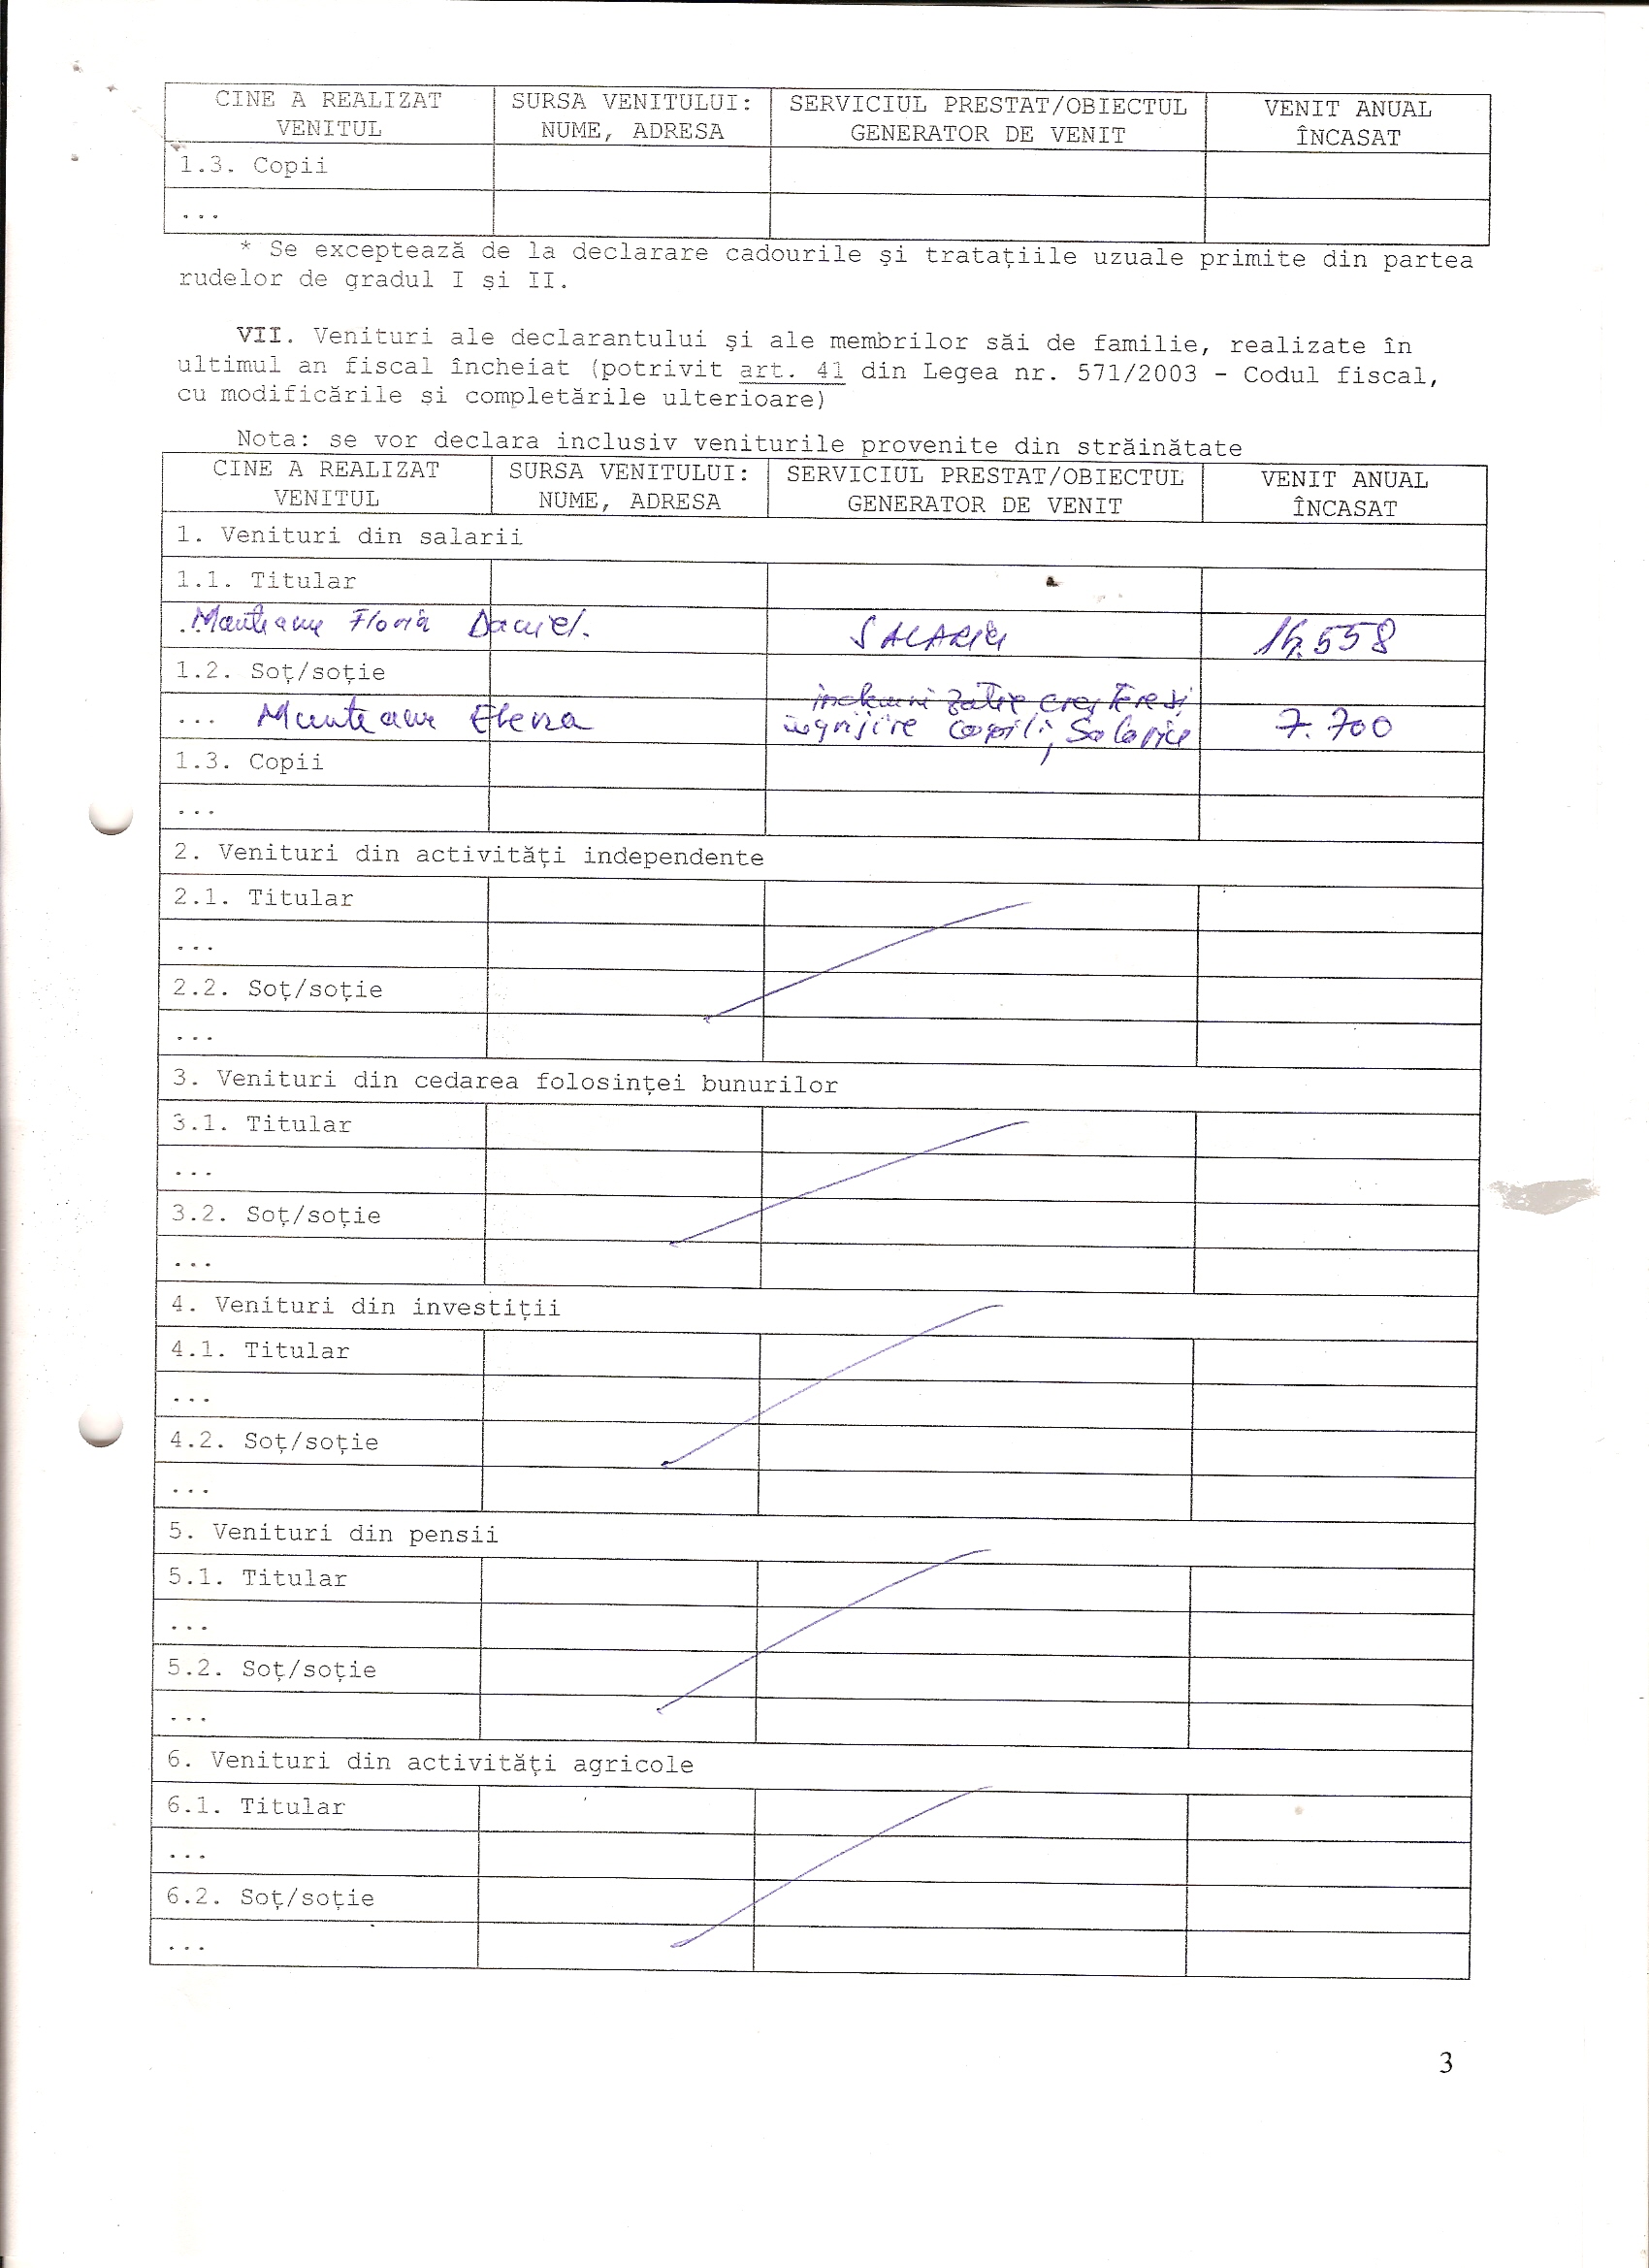 CINE A REALIZAT VENITUL SURSA VENITULUI: NUME, ADRESA SERVICIUL PRESTAT/OBIECTUL GENERATOR DE VENIT VENIT ANUAL ÎNCASAT
1.3. Copii
...
* Se exceptează de la declarare cadourile și tratațiile uzuale primite din partea
rudelor de gradul I și II.
VII. Venituri ale declarantului și ale membrilor săi de familie, realizate în
ultimul an fiscal încheiat (potrivit art. 41 din Legea nr. 571/2003 - Codul fiscal,
cu modificările și completările ulterioare)
Nota: se vor declara inclusiv veniturile provenite din străinătate
CINE A REALIZAT VENITUL SURSA VENITULUI: NUME, ADRESA SERVICIUL PRESTAT/OBIECTUL GENERATOR DE VENIT VENIT ANUAL ÎNCASAT
1. Venituri din salarii
1.1. Titular
... Munteanu Florin Daniel. SALARIU
1.2. Soț/soție
... Munteanu Elena îngrijire copil, Salariu 7.700
1.3. Copii
...
2. Venituri din activități independente
2.1. Titular
...
2.2. Soț/soție
...
3. Venituri din cedarea folosinței bunurilor
3.1. Titular
...
3.2. Soț/soție
...
4. Venituri din investiții
4.1. Titular
...
4.2. Soț/soție
...
5. Venituri din pensii
5.1. Titular
...
5.2. Soț/soție
...
6. Venituri din activități agricole
6.1. Titular
...
6.2. Soț/soție
...
3